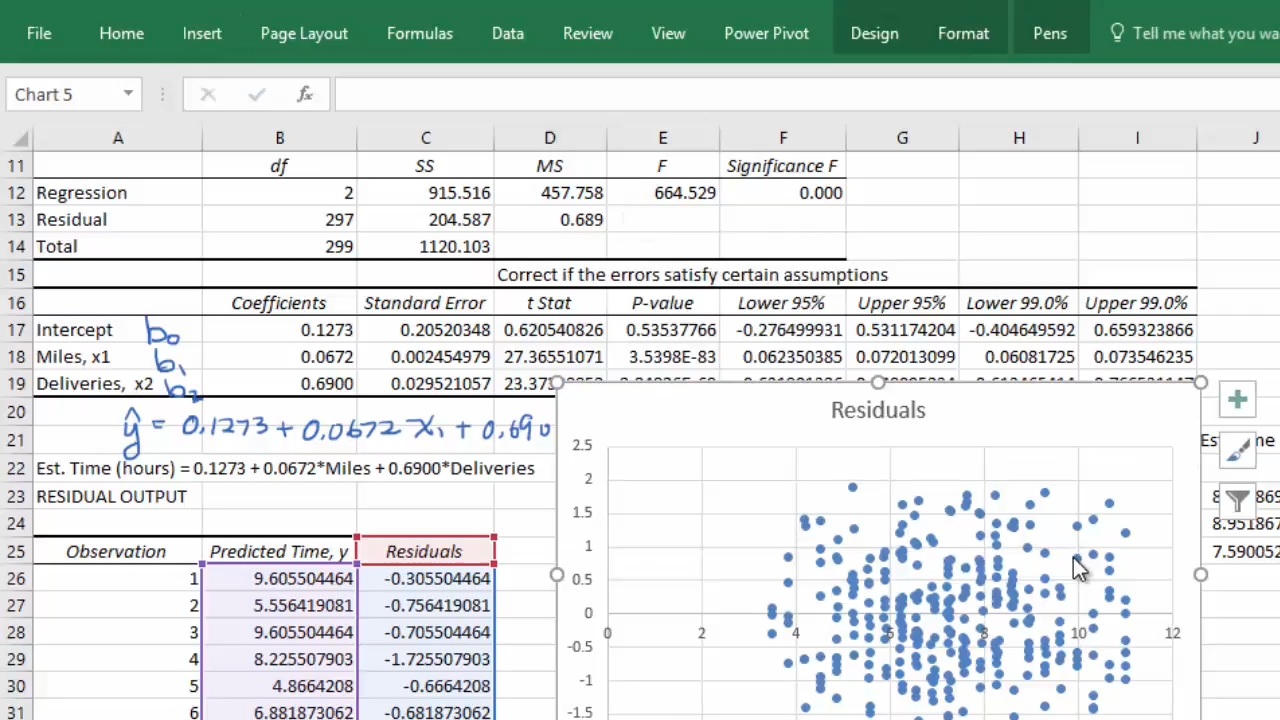 File Home Insert Page Layout Formulas Data Review View Power Pivot Design Format Pens Tell me what you wa
Chart 5 fx
A B C D E F G H I J
11 df SS MS F Significance F
12 Regression 2 915.516 457.758 664.529 0.000
13 Residual 297 204.587 0.689
14 Total 299 1120.103
15 Correct if the errors satisfy certain assumptions
16 Coefficients Standard Error t Stat P-value Lower 95% Upper 95% Lower 99.0% Upper 99.0%
17 Intercept b₀ 0.1273 0.20520348 0.620540826 0.53537766 -0.276499931 0.531174204 -0.404649592 0.659323866
18 Miles, x1 b₁ 0.0672 0.002454979 27.36551071 3.5398E-83 0.062350385 0.072013099 0.06081725 0.073546235
19 Deliveries, x2 b₂ 0.6900 0.029521057 23.37
20 ŷ = 0.1273 + 0.0672 x₁ + 0.690
21
22 Est. Time (hours) = 0.1273 + 0.0672*Miles + 0.6900*Deliveries
23 RESIDUAL OUTPUT
24
25 Observation Predicted Time, y Residuals
26 1 9.605504464 -0.305504464
27 2 5.556419081 -0.756419081
28 3 9.605504464 -0.705504464
29 4 8.225507903 -1.725507903
30 5 4.8664208 -0.6664208
31 6 6.881873062 -0.681873062
Residuals
2.5
2
1.5
1
0.5
0
0 2 4 6 8 10 12
-0.5
-1
-1.5
8.951867
7.590052